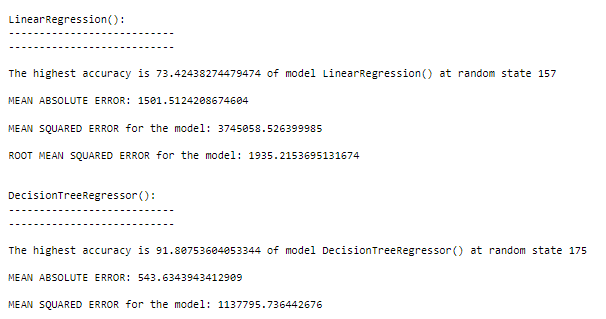 LinearRegression():
--------------------------
--------------------------
The highest accuracy is 73.42438274479474 of model LinearRegression() at random state 157
MEAN ABSOLUTE ERROR: 1501.5124208674604
MEAN SQUARED ERROR for the model: 3745058.526399985
ROOT MEAN SQUARED ERROR for the model: 1935.2153695131674
DecisionTreeRegressor():
--------------------------
--------------------------
The highest accuracy is 91.80753604053344 of model DecisionTreeRegressor() at random state 175
MEAN ABSOLUTE ERROR: 543.6343943412909
MEAN SQUARED ERROR for the model: 1137795.736442676